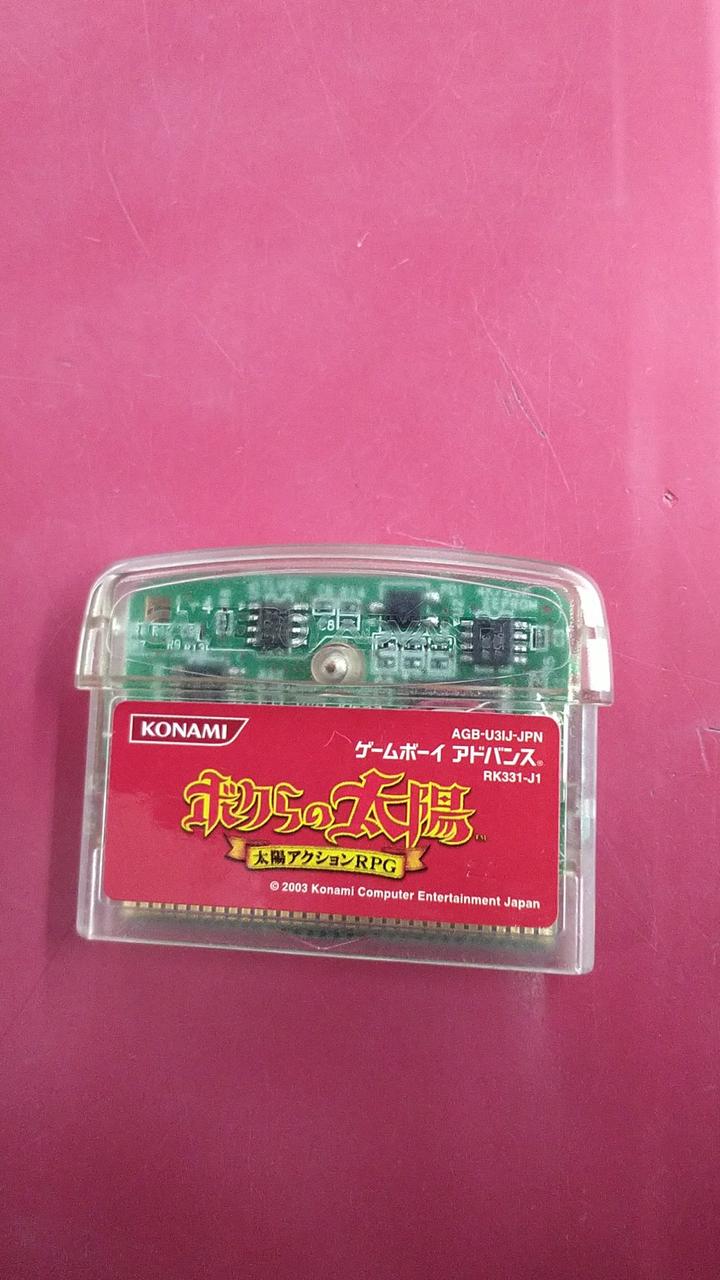 KONAMI
AGB-U3IJ-JPN
ゲームボーイ アドバンス®
RK331-J1
ボクらの太陽™
太陽アクションRPG
© 2003 Konami Computer Entertainment Japan